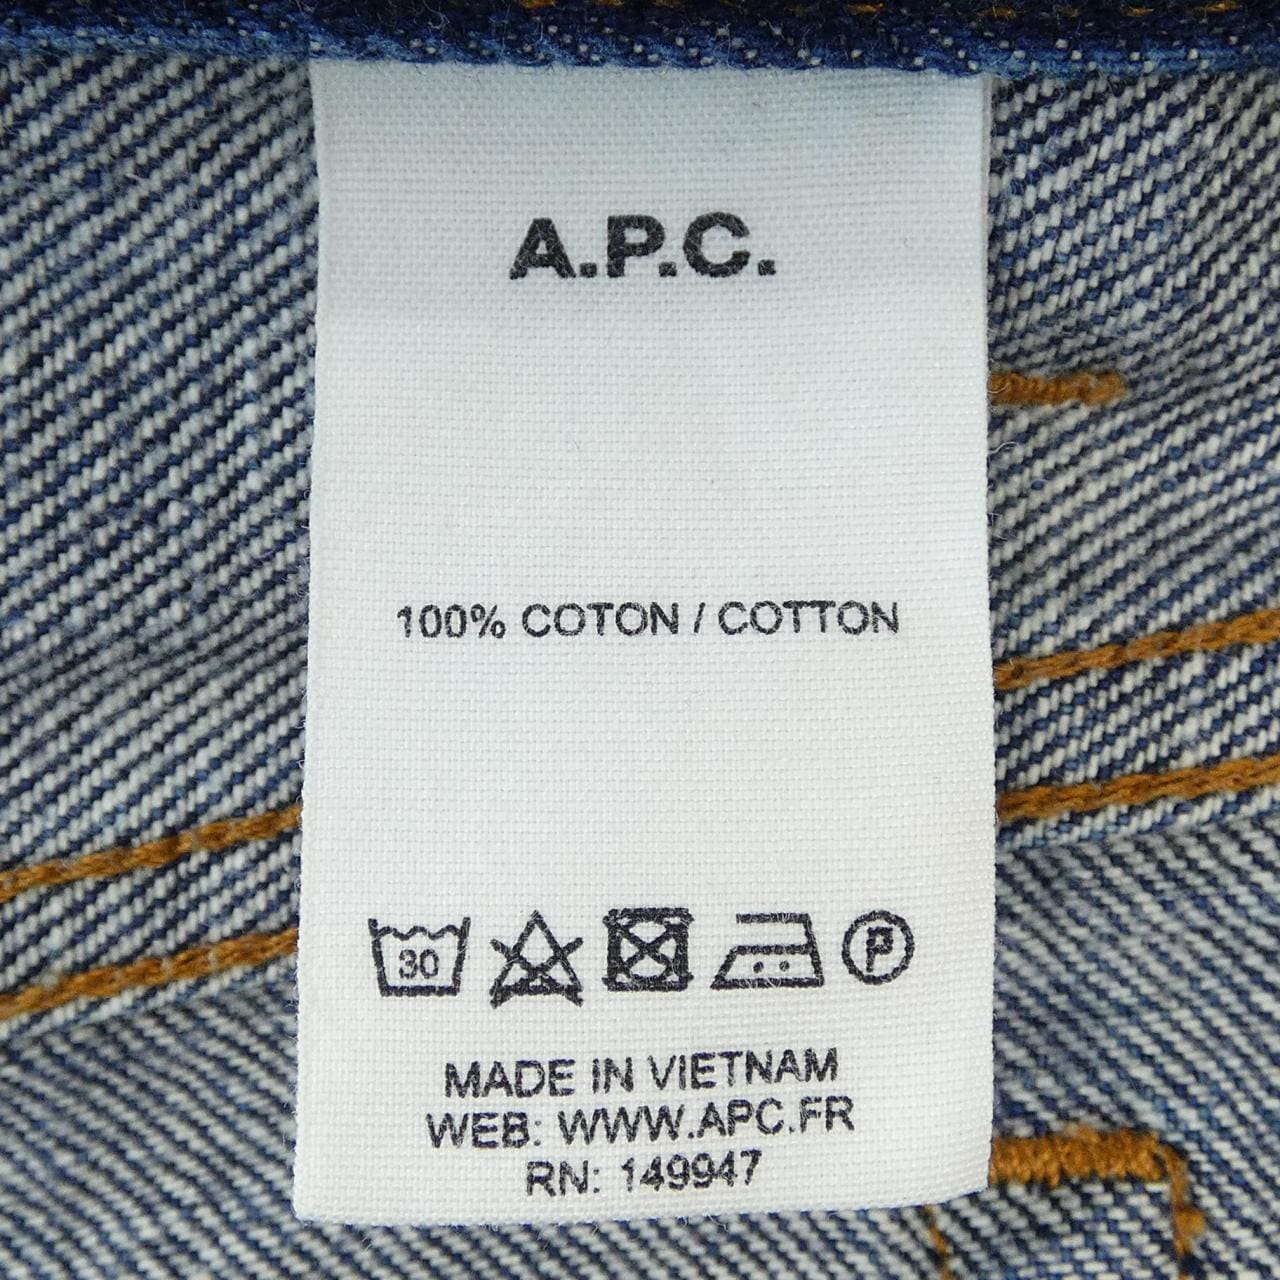 A.P.C.
100% COTON / COTTON
30
P
MADE IN VIETNAM
WEB: WWW.APC.FR
RN: 149947